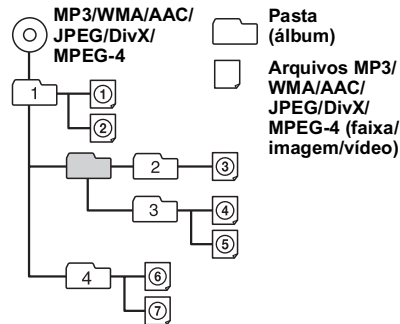 MP3/WMA/AAC/
JPEG/DivX/
MPEG-4
Pasta
(álbum)
Arquivos MP3/
WMA/AAC/
JPEG/DivX/
MPEG-4 (faixa/
imagem/vídeo)
1
①
②
2
③
3
④
⑤
4
⑥
⑦